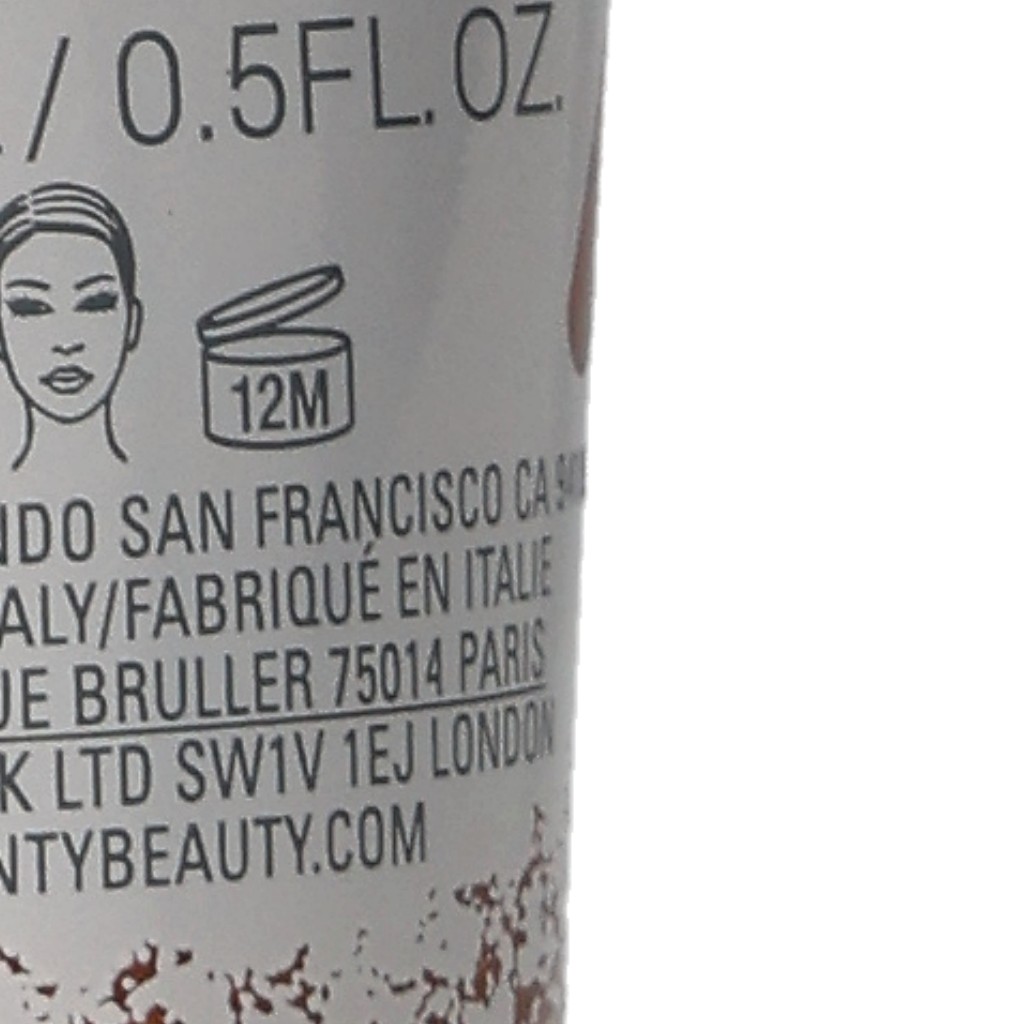 / 0.5FL.OZ.
12M
NDO SAN FRANCISCO CA
ALY/FABRIQUÉ EN ITALIE
UE BRULLER 75014 PARIS
K LTD SW1V 1EJ LONDON
NTYBEAUTY.COM